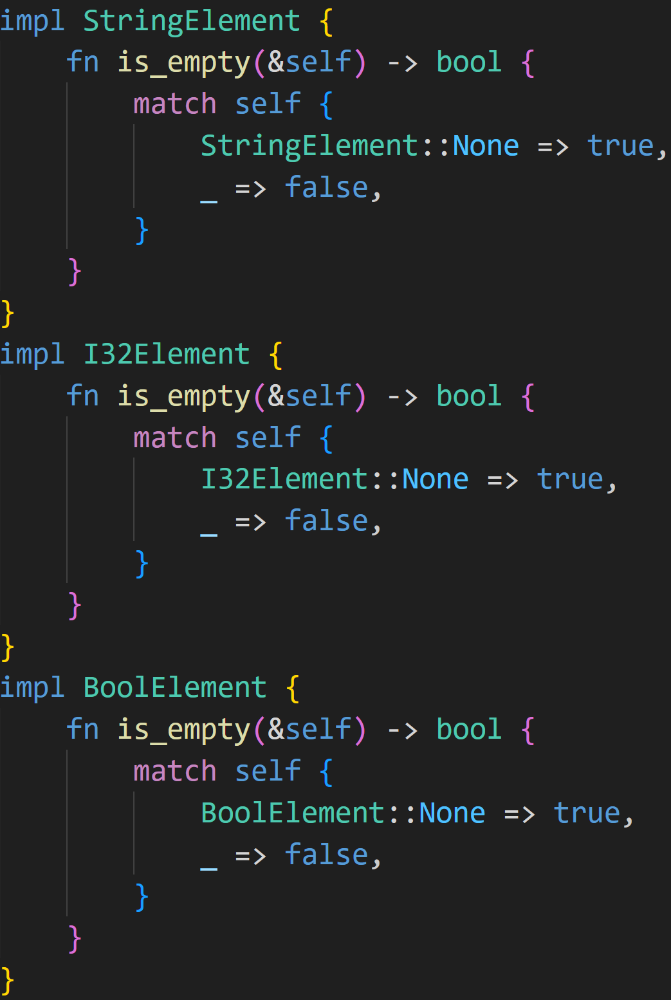 impl StringElement {
    fn is_empty(&self) -> bool {
        match self {
            StringElement::None => true,
            _ => false,
        }
    }
}
impl I32Element {
    fn is_empty(&self) -> bool {
        match self {
            I32Element::None => true,
            _ => false,
        }
    }
}
impl BoolElement {
    fn is_empty(&self) -> bool {
        match self {
            BoolElement::None => true,
            _ => false,
        }
    }
}